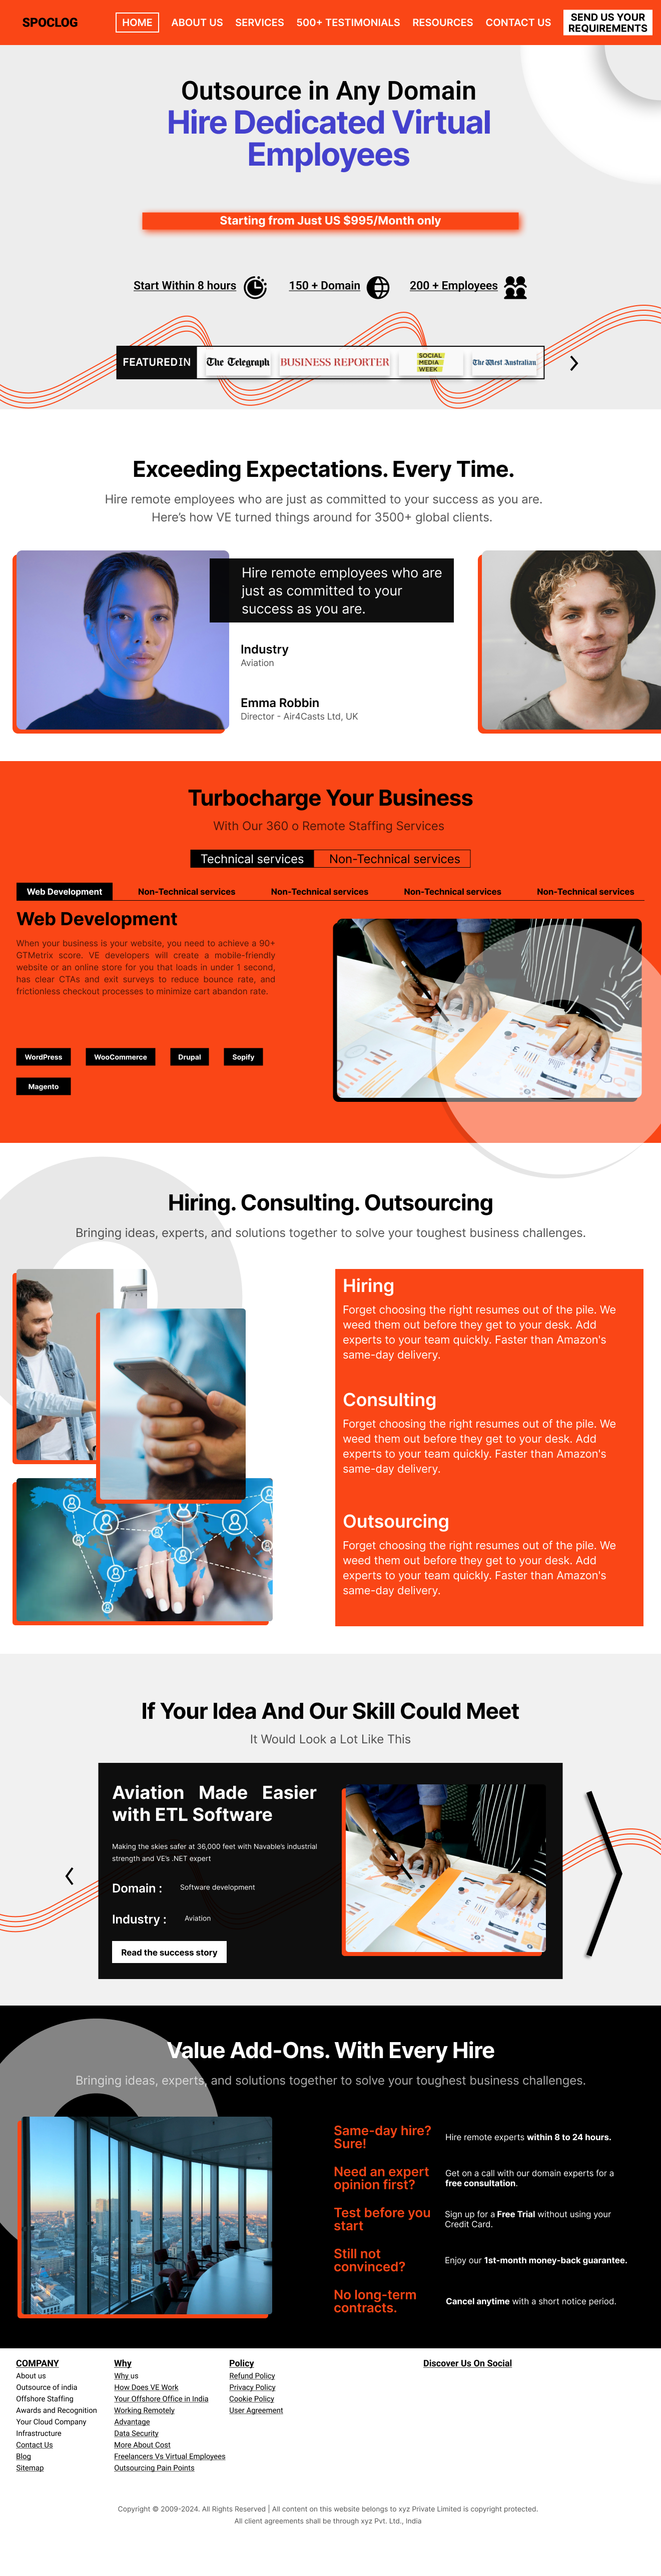 SPOCLOG
HOME
ABOUT US
SERVICES
500+ TESTIMONIALS
RESOURCES
CONTACT US
SEND US YOUR
REQUIREMENTS
Outsource in Any Domain
Hire Dedicated Virtual
Employees
Starting from Just US $995/Month only
Start Within 8 hours
150 + Domain
200 + Employees
FEATURED IN
The Telegraph
BUSINESS REPORTER
SOCIAL
MEDIA
WEEK
The West Australian
Exceeding Expectations. Every Time.
Hire remote employees who are just as committed to your success as you are.
Here's how VE turned things around for 3500+ global clients.
Hire remote employees who are
just as committed to your
success as you are.
Industry
Aviation
Emma Robbin
Director - Air4Casts Ltd, UK
Turbocharge Your Business
With Our 360 o Remote Staffing Services
Technical services
Non-Technical services
Web Development
Non-Technical services
Non-Technical services
Non-Technical services
Non-Technical services
Web Development
When your business is your website, you need to achieve a 90+
GTMetrix score. VE developers will create a mobile-friendly
website or an online store for you that loads in under 1 second,
has clear CTAs and exit surveys to reduce bounce rate, and
frictionless checkout processes to minimize cart abandon rate.
WordPress
WooCommerce
Drupal
Sopify
Magento
Hiring. Consulting. Outsourcing
Bringing ideas, experts, and solutions together to solve your toughest business challenges.
Hiring
Forget choosing the right resumes out of the pile. We
weed them out before they get to your desk. Add
experts to your team quickly. Faster than Amazon's
same-day delivery.
Consulting
Forget choosing the right resumes out of the pile. We
weed them out before they get to your desk. Add
experts to your team quickly. Faster than Amazon's
same-day delivery.
Outsourcing
Forget choosing the right resumes out of the pile. We
weed them out before they get to your desk. Add
experts to your team quickly. Faster than Amazon's
same-day delivery.
If Your Idea And Our Skill Could Meet
It Would Look a Lot Like This
Aviation Made Easier
with ETL Software
Making the skies safer at 36,000 feet with Navable's industrial
strength and VE's .NET expert
Domain :
Software development
Industry :
Aviation
Read the success story
Value Add-Ons. With Every Hire
Bringing ideas, experts, and solutions together to solve your toughest business challenges.
Same-day hire?
Sure!
Hire remote experts within 8 to 24 hours.
Need an expert
opinion first?
Get on a call with our domain experts for a
free consultation.
Test before you
start
Sign up for a Free Trial without using your
Credit Card.
Still not
convinced?
Enjoy our 1st-month money-back guarantee.
No long-term
contracts.
Cancel anytime with a short notice period.
COMPANY
About us
Outsource of india
Offshore Staffing
Awards and Recognition
Your Cloud Company
Infrastructure
Contact Us
Blog
Sitemap
Why
Why us
How Does VE Work
Your Offshore Office in India
Working Remotely
Advantage
Data Security
More About Cost
Freelancers Vs Virtual Employees
Outsourcing Pain Points
Policy
Refund Policy
Privacy Policy
Cookie Policy
User Agreement
Discover Us On Social
Copyright © 2009-2024. All Rights Reserved | All content on this website belongs to xyz Private Limited is copyright protected.
All client agreements shall be through xyz Pvt. Ltd., India